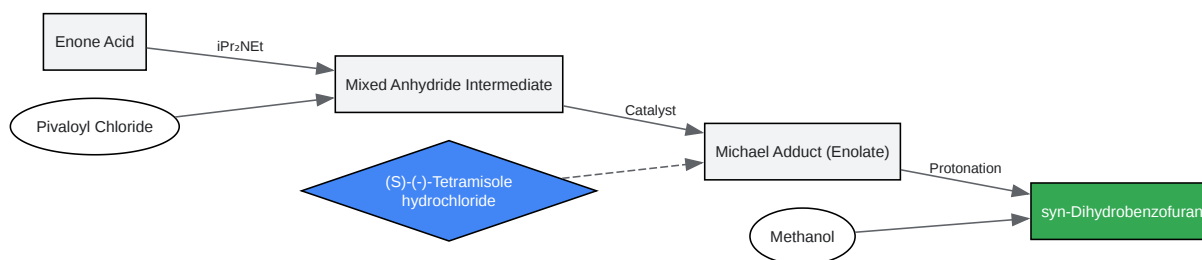 Enone Acid
iPr₂NEt
Pivaloyl Chloride
Mixed Anhydride Intermediate
Catalyst
(S)-(-)-Tetramisole
hydrochloride
Michael Adduct (Enolate)
Protonation
Methanol
syn-Dihydrobenzofuran